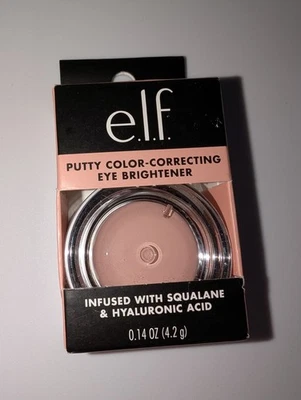 e.l.f.
PUTTY COLOR-CORRECTING
EYE BRIGHTENER
INFUSED WITH SQUALANE
& HYALURONIC ACID
0.14 OZ (4.2 g)